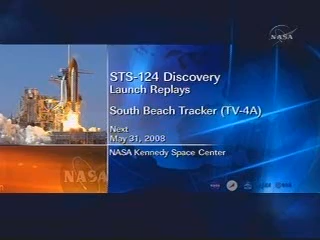 NASA
STS-124 Discovery
Launch Replays
South Beach Tracker (TV-4A)
Next
May 31, 2008
NASA Kennedy Space Center
NASA